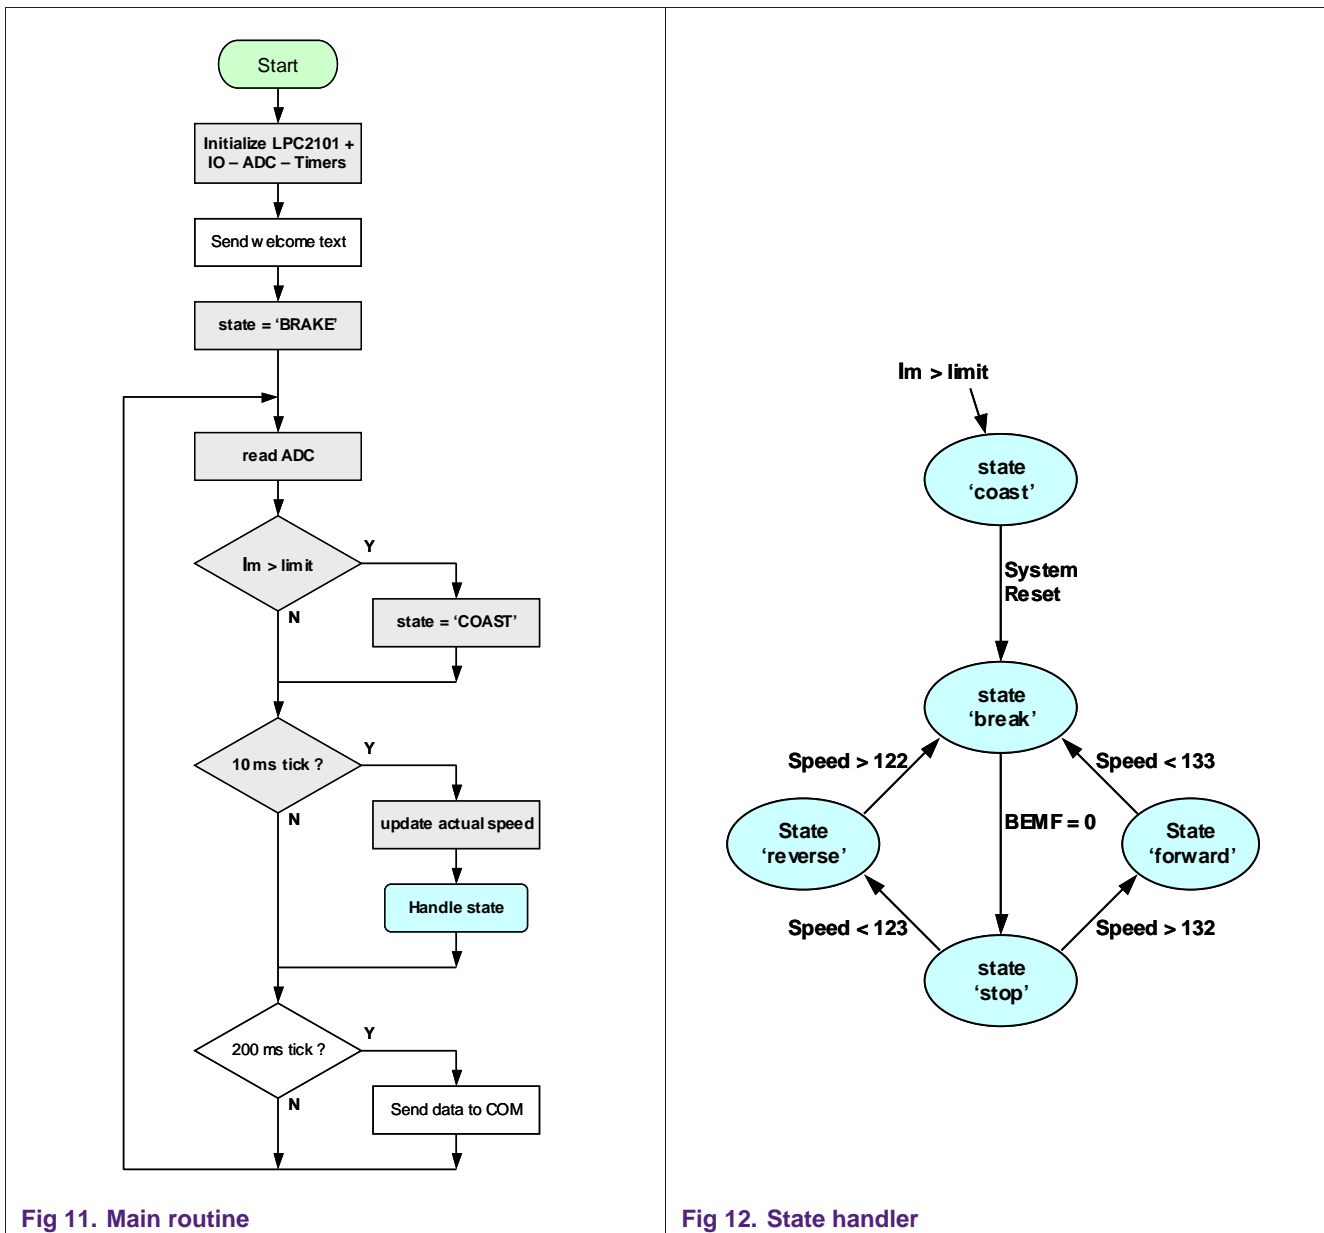 Start
Initialize LPC2101 +
IO – ADC – Timers
Send welcome text
state = ‘BRAKE’
read ADC
Im > limit
Y
N
state = ‘COAST’
10 ms tick ?
Y
N
update actual speed
Handle state
200 ms tick ?
Y
N
Send data to COM
Fig 11. Main routine
Im > limit
state
‘coast’
System
Reset
state
‘break’
Speed > 122
Speed < 133
BEMF = 0
State
‘reverse’
State
‘forward’
Speed < 123
Speed > 132
state
‘stop’
Fig 12. State handler